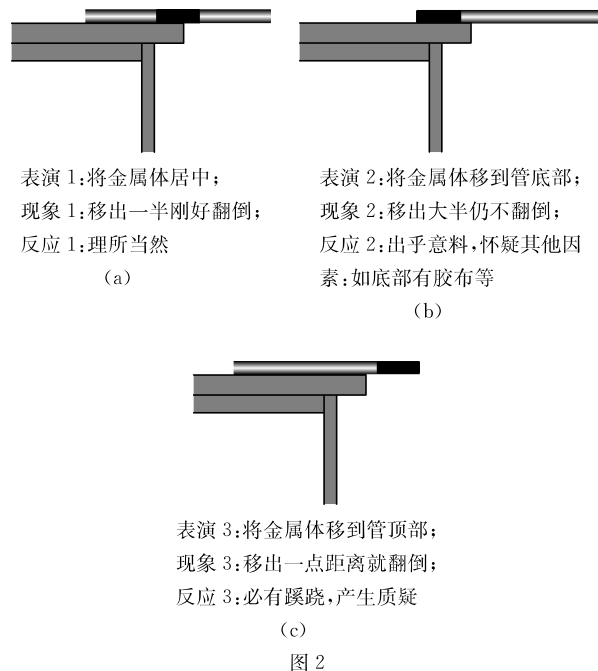 表演 1:将金属体居中;
现象 1:移出一半刚好翻倒;
反应 1:理所当然
(a)
表演 2:将金属体移到管底部;
现象 2:移出大半仍不翻倒;
反应 2:出乎意料,怀疑其他因
素:如底部有胶布等
(b)
表演 3:将金属体移到管顶部;
现象 3:移出一点距离就翻倒;
反应 3:必有蹊跷,产生质疑
(c)
图 2